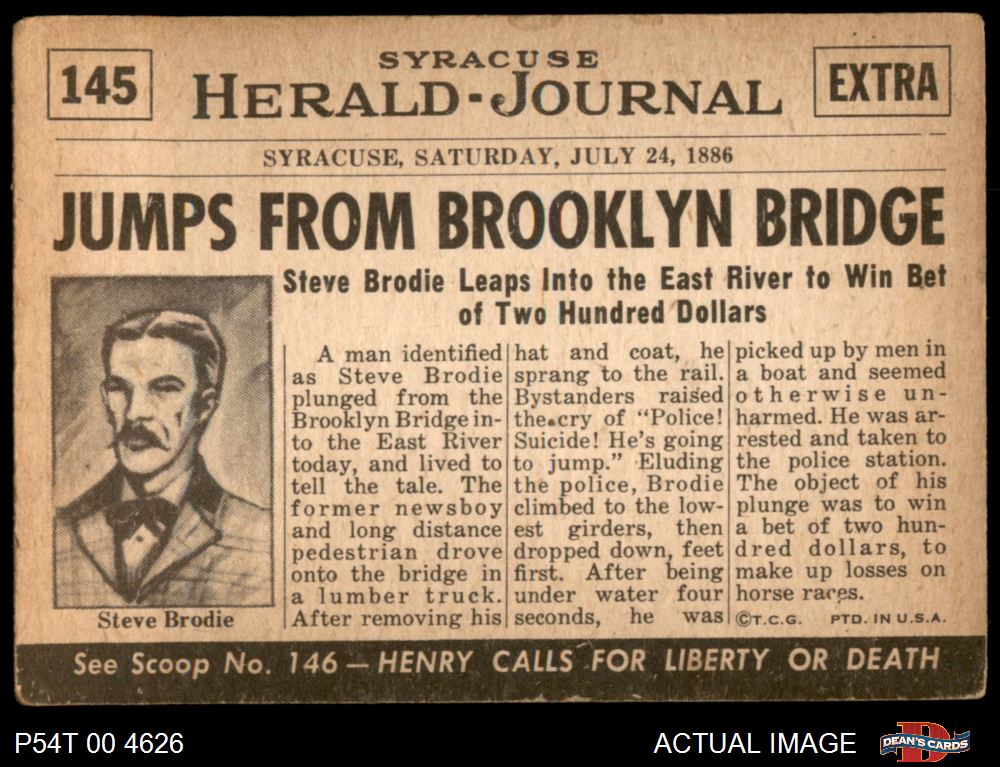 145
SYRACUSE
HERALD-JOURNAL
EXTRA
SYRACUSE, SATURDAY, JULY 24, 1886
JUMPS FROM BROOKLYN BRIDGE
Steve Brodie Leaps Into the East River to Win Bet
of Two Hundred Dollars
Steve Brodie
A man identified
as Steve Brodie
plunged from the
Brooklyn Bridge in-
to the East River
today, and lived to
tell the tale. The
former newsboy
and long distance
pedestrian drove
onto the bridge in
a lumber truck.
After removing his
hat and coat, he
sprang to the rail.
Bystanders raised
the cry of "Police!
Suicide! He's going
to jump." Eluding
the police, Brodie
climbed to the low-
est girders, then
dropped down, feet
first. After being
under water four
seconds, he was
picked up by men in
a boat and seemed
otherwise un-
harmed. He was ar-
rested and taken to
the police station.
The object of his
plunge was to win
a bet of two hun-
dred dollars, to
make up losses on
horse races.
©T.C.G. PTD. IN U.S.A.
See Scoop No. 146 — HENRY CALLS FOR LIBERTY OR DEATH
P54T 00 4626
ACTUAL IMAGE
DEAN'S CARDS